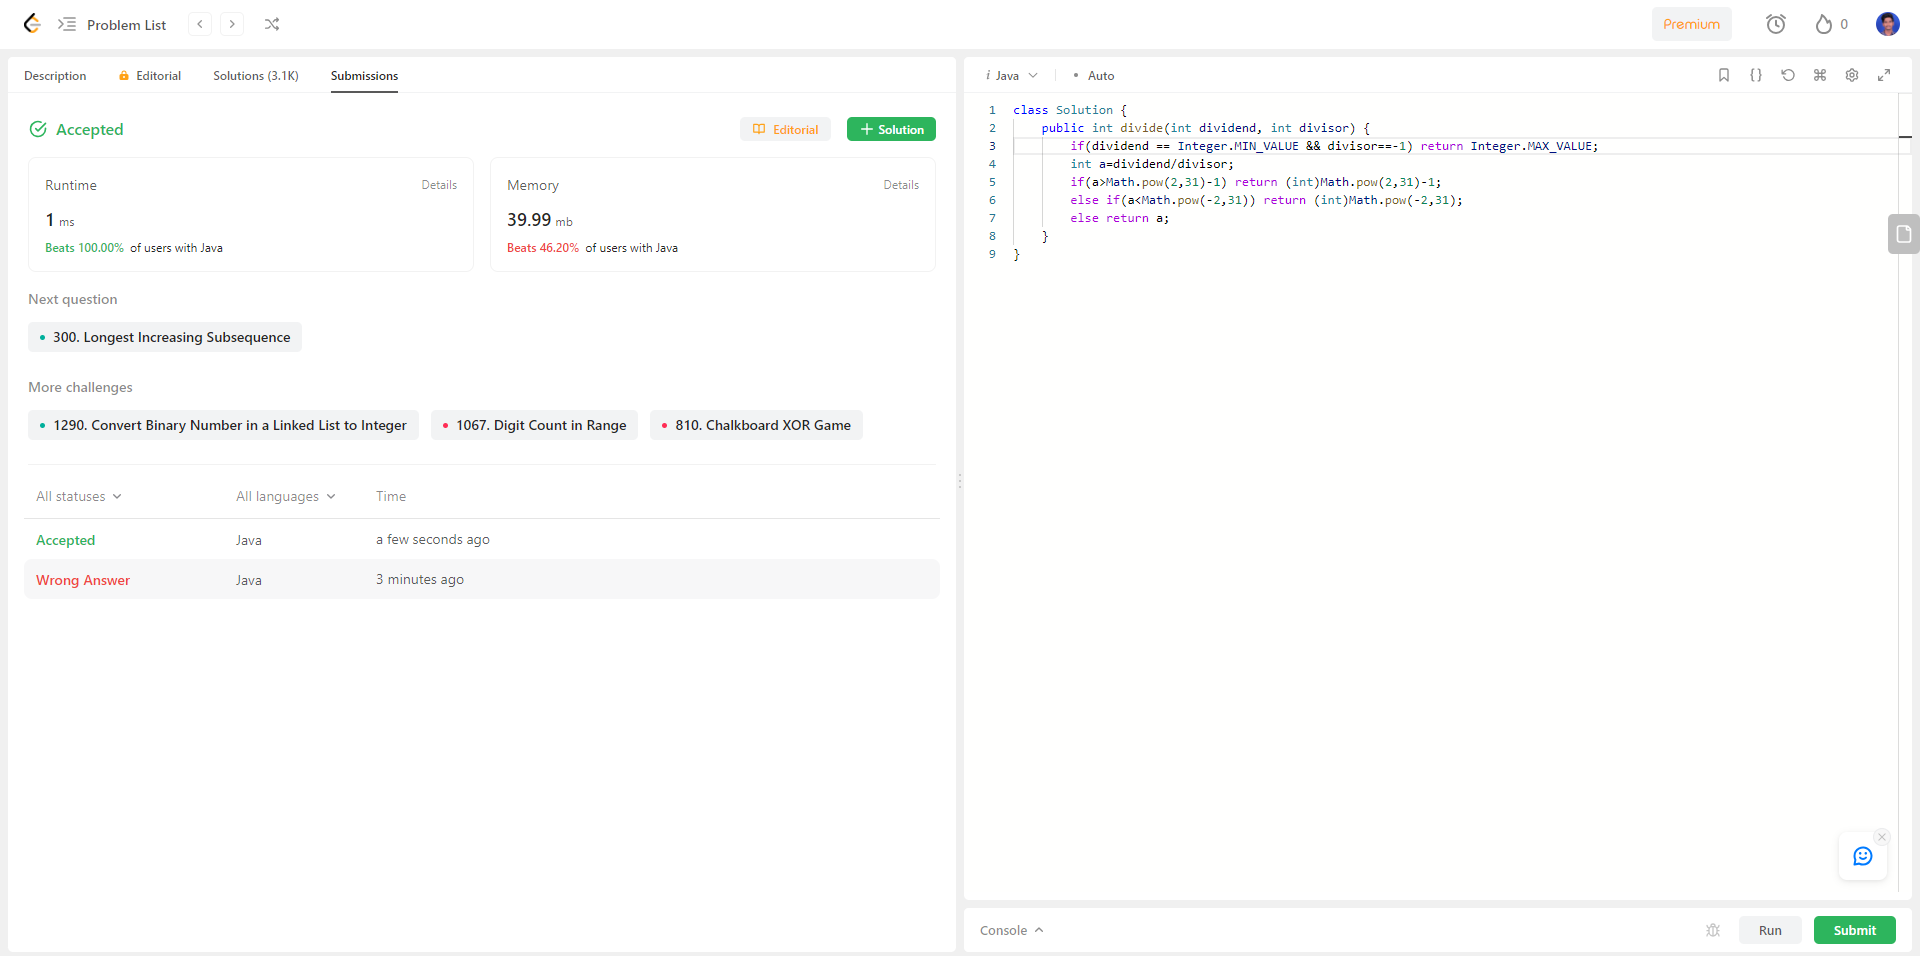 Problem List
Premium
0
Description
Editorial
Solutions (3.1K)
Submissions
Accepted
Editorial
Solution
Runtime
Details
1 ms
Beats 100.00% of users with Java
Memory
Details
39.99 mb
Beats 46.20% of users with Java
Next question
300. Longest Increasing Subsequence
More challenges
1290. Convert Binary Number in a Linked List to Integer
1067. Digit Count in Range
810. Chalkboard XOR Game
All statuses
All languages
Time
Accepted
Java
a few seconds ago
Wrong Answer
Java
3 minutes ago
i Java
• Auto
1 class Solution {
2 public int divide(int dividend, int divisor) {
3 if(dividend == Integer.MIN_VALUE && divisor==-1) return Integer.MAX_VALUE;
4 int a=dividend/divisor;
5 if(a>Math.pow(2,31)-1) return (int)Math.pow(2,31)-1;
6 else if(a<Math.pow(-2,31)) return (int)Math.pow(-2,31);
7 else return a;
8 }
9 }
Console
Run
Submit